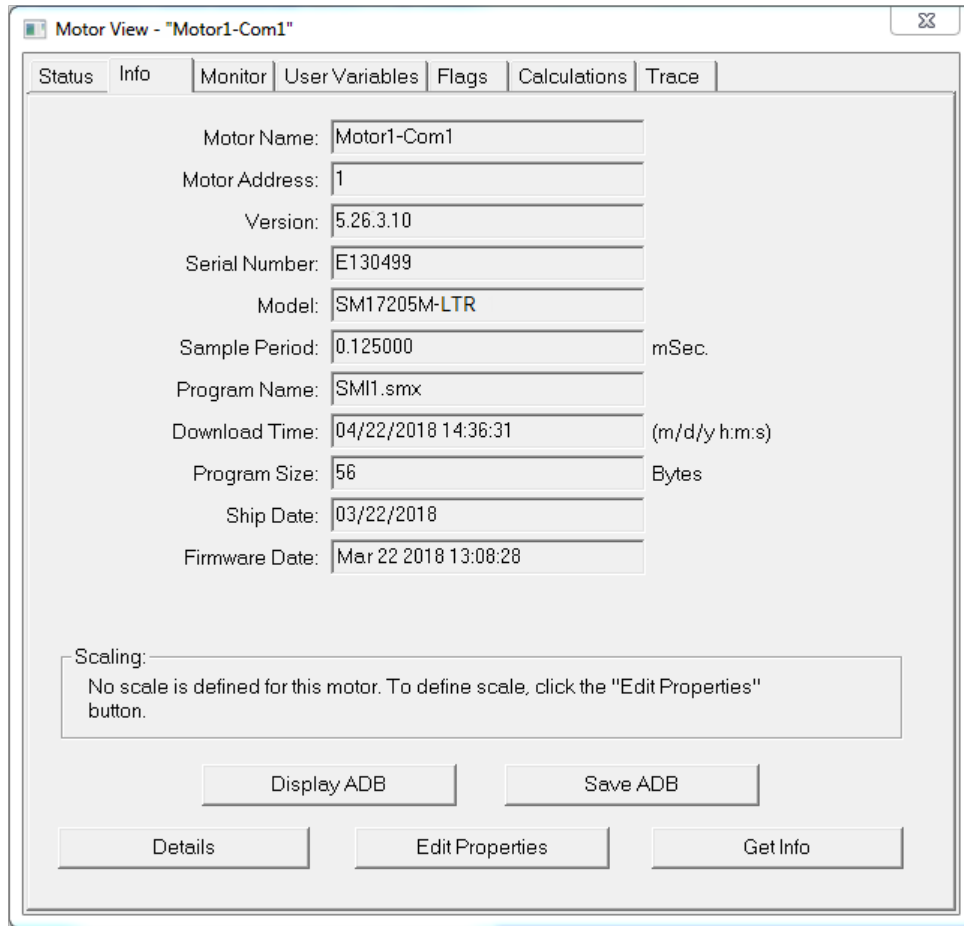 Motor View - "Motor1-Com1"
Status Info Monitor User Variables Flags Calculations Trace
Motor Name: Motor1-Com1
Motor Address: 1
Version: 5.26.3.10
Serial Number: E130499
Model: SM17205M-LTR
Sample Period: 0.125000 mSec.
Program Name: SMI1.smx
Download Time: 04/22/2018 14:36:31 (m/d/y h:m:s)
Program Size: 56 Bytes
Ship Date: 03/22/2018
Firmware Date: Mar 22 2018 13:08:28
Scaling:
No scale is defined for this motor. To define scale, click the "Edit Properties"
button.
Display ADB Save ADB
Details Edit Properties Get Info